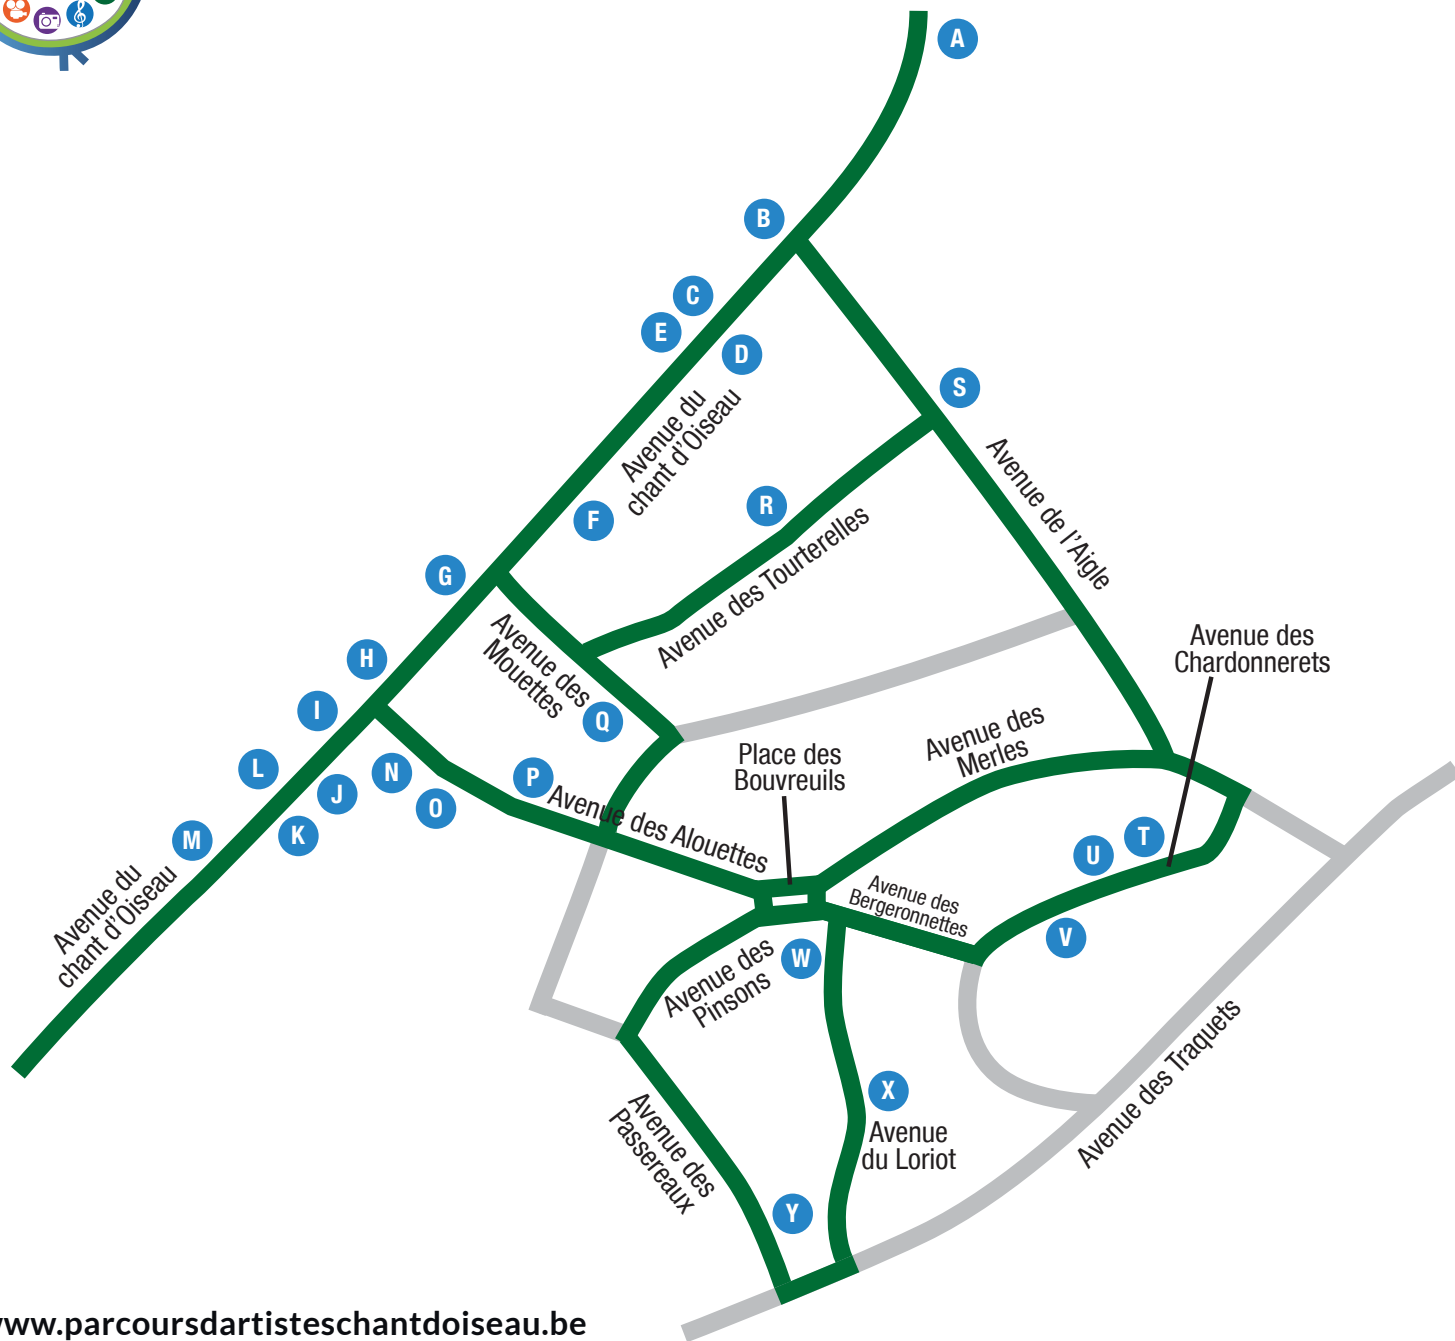 A
B
C
E
D
S
Avenue du
chant d'Oiseau
Avenue de l'Aigle
F
R
Avenue des Tourterelles
G
Avenue des
Mouettes
Q
H
I
L
M
J
K
N
O
P
Avenue des Alouettes
Place des
Bouvreuils
Avenue des
Merles
Avenue des
Chardonnerets
U
T
V
Avenue des
Bergeronnettes
Avenue du
chant d'Oiseau
Avenue des
Pinsons
W
X
Avenue
du Loriot
Avenue des
Passereaux
Y
Avenue des Traquets
www.parcoursdartisteschantdoiseau.be